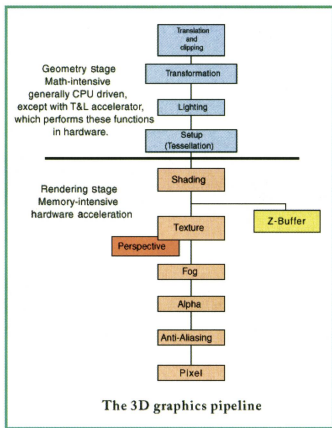 Translation
and
clipping
Geometry stage
Math-intensive
generally CPU driven,
except with T&L accelerator,
which performs these functions
in hardware.
Transformation
Lighting
Setup
(Tessellation)
Rendering stage
Memory-intensive
hardware acceleration
Shading
Z-Buffer
Texture
Perspective
Fog
Alpha
Anti-Aliasing
Pixel
The 3D graphics pipeline